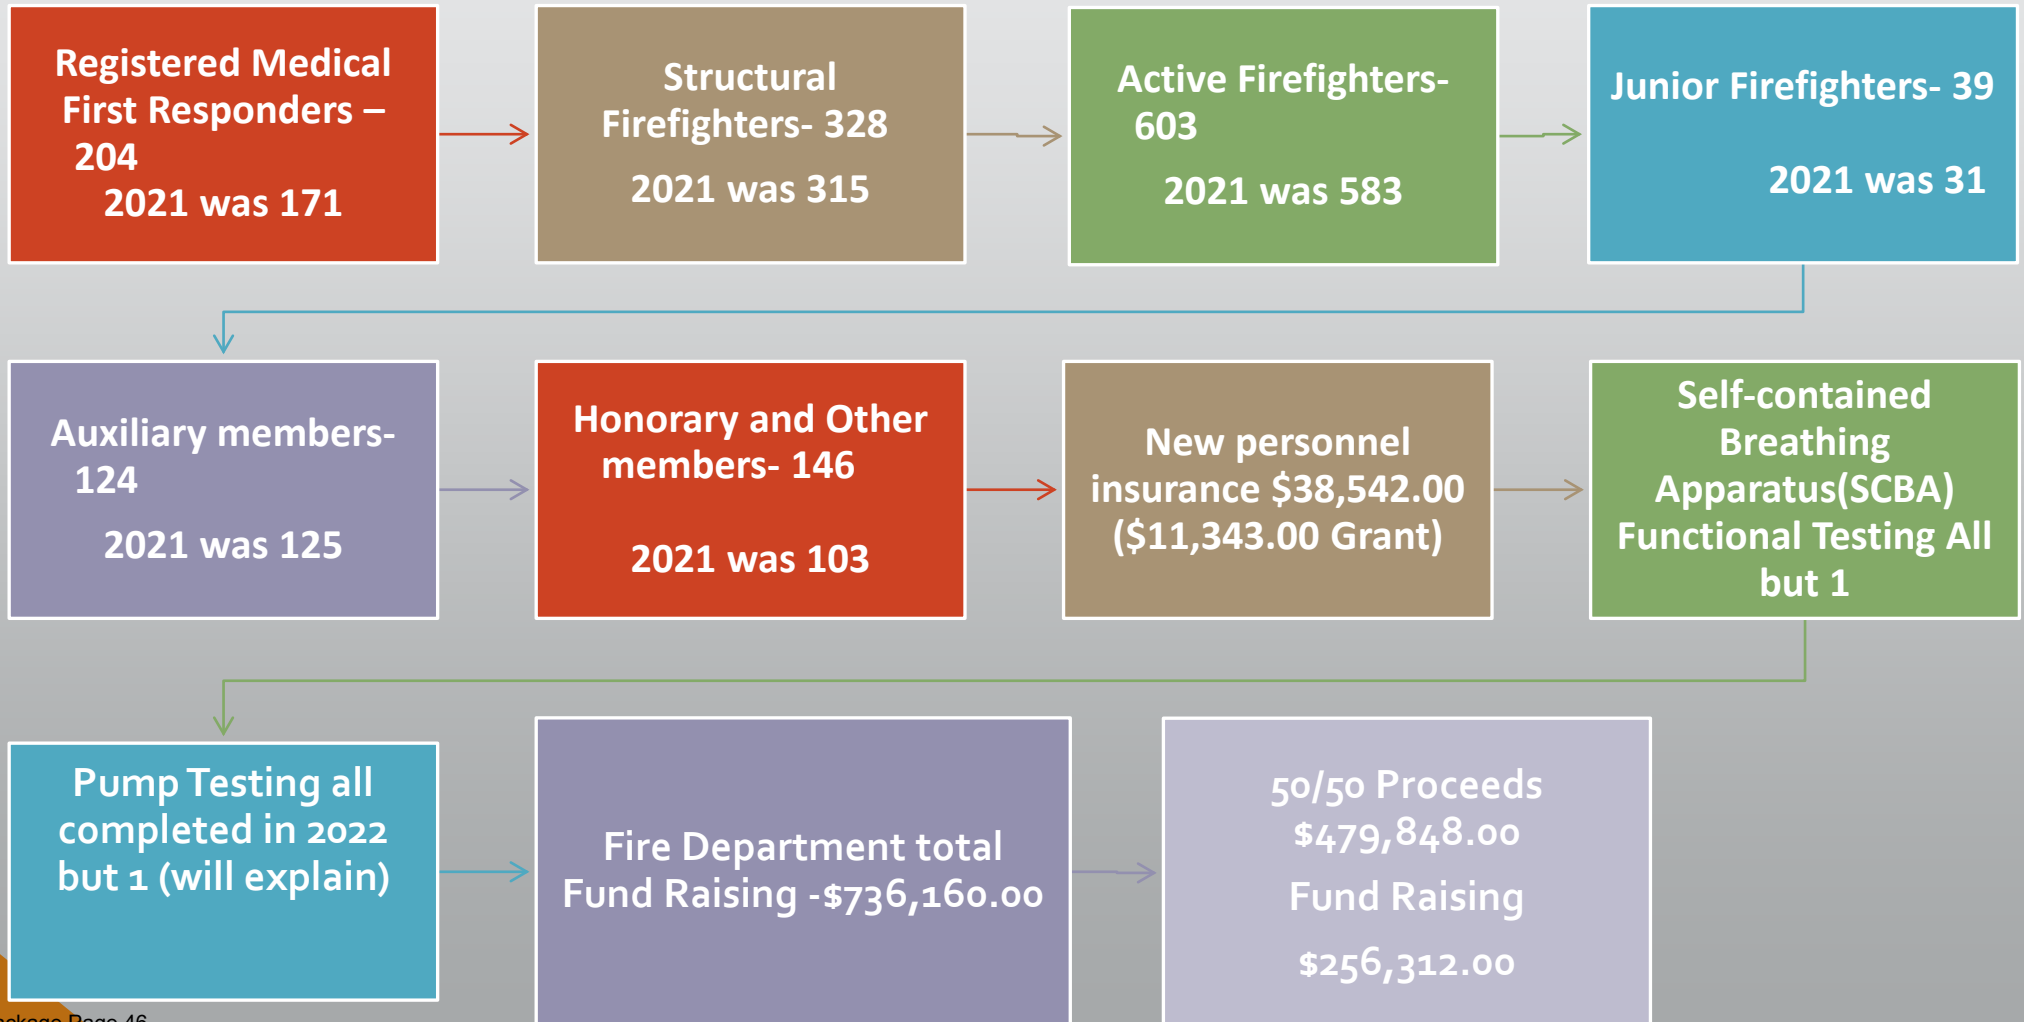 Registered Medical
First Responders –
204
2021 was 171
Structural
Firefighters- 328
2021 was 315
Active Firefighters-
603
2021 was 583
Junior Firefighters- 39
2021 was 31
Auxiliary members-
124
2021 was 125
Honorary and Other
members- 146
2021 was 103
New personnel
insurance $38,542.00
($11,343.00 Grant)
Self-contained
Breathing
Apparatus(SCBA)
Functional Testing All
but 1
Pump Testing all
completed in 2022
but 1 (will explain)
Fire Department total
Fund Raising -$736,160.00
50/50 Proceeds
$479,848.00
Fund Raising
$256,312.00
Page 46